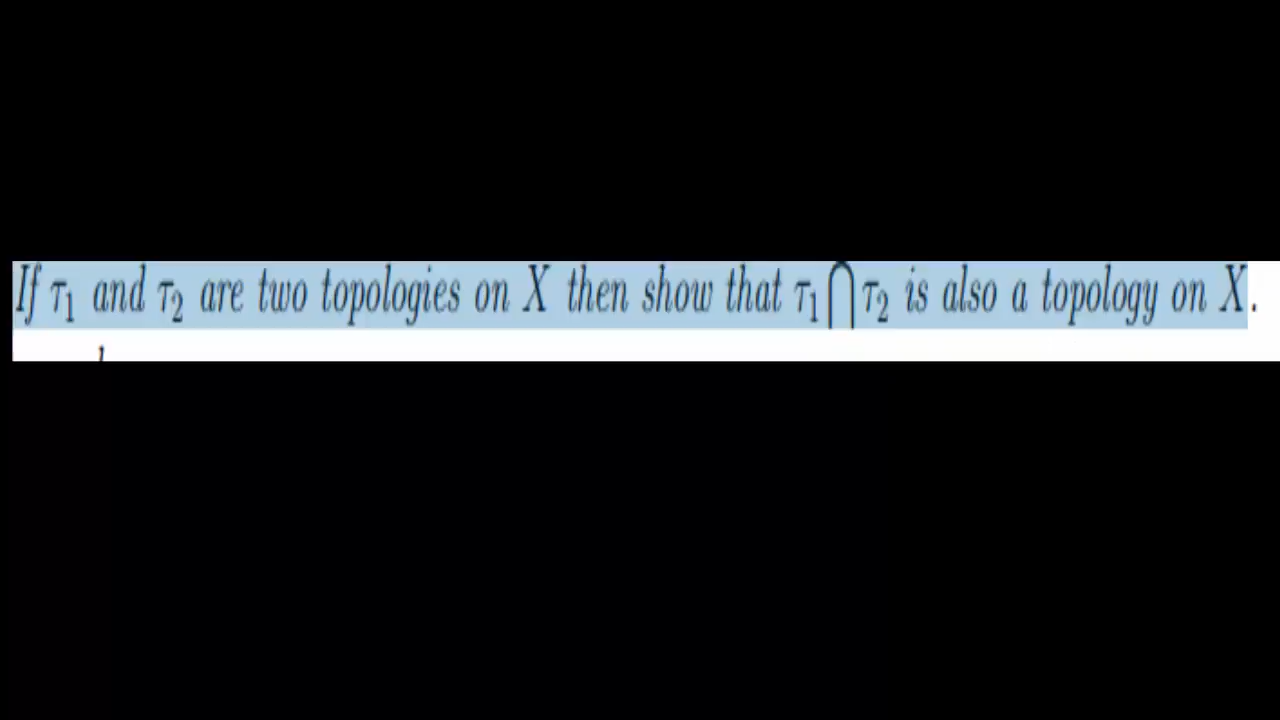 If τ₁ and τ₂ are two topologies on X then show that τ₁⋂τ₂ is also a topology on X.